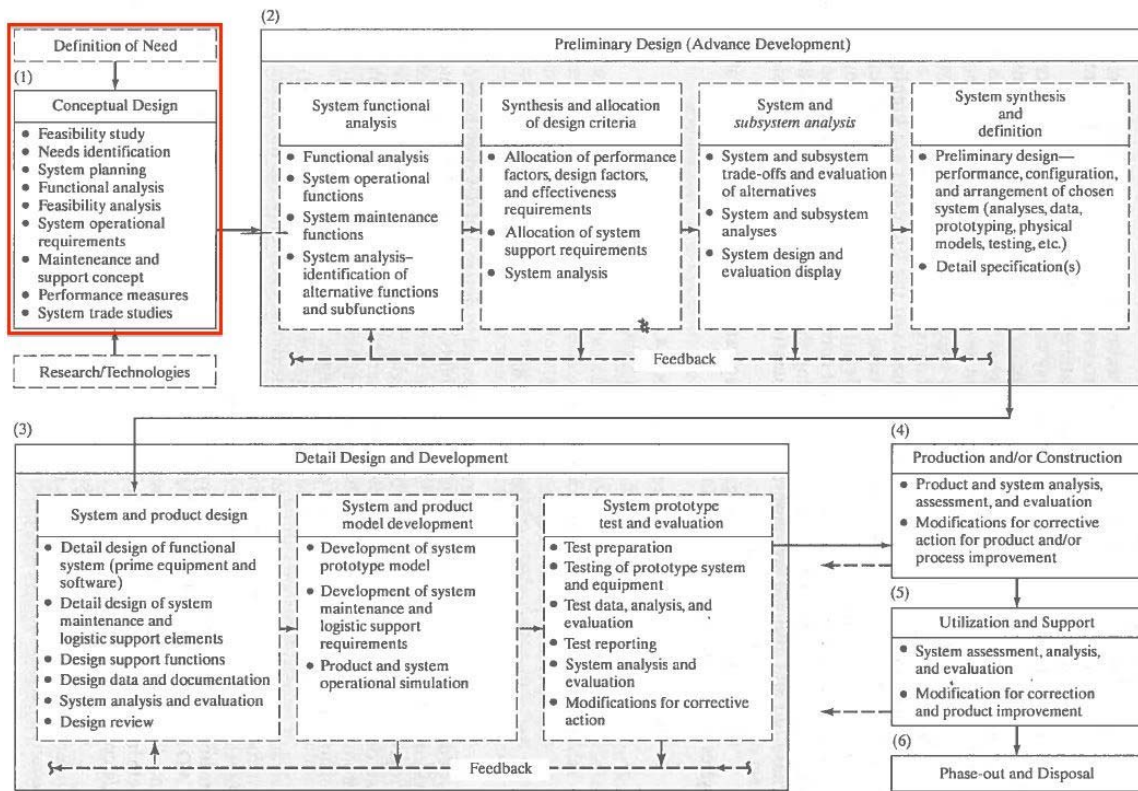 (2)
Definition of Need
(1)
Conceptual Design
• Feasibility study
• Needs identification
• System planning
• Functional analysis
• Feasibility analysis
• System operational
requirements
• Mainteneance and
support concept
• Performance measures
• System trade studies
Research/Technologies
Preliminary Design (Advance Development)
System functional
analysis
• Functional analysis
• System operational
functions
• System maintenance
functions
• System analysis–
identification of
alternative functions
and subfunctions
Synthesis and allocation
of design criteria
• Allocation of performance
factors, design factors,
and effectiveness
requirements
• Allocation of system
support requirements
• System analysis
System and
subsystem analysis
• System and subsystem
trade-offs and evaluation
of alternatives
• System and subsystem
analyses
• System design and
evaluation display
System synthesis
and
definition
• Preliminary design—
performance, configuration,
and arrangement of chosen
system (analyses, data,
prototyping, physical
models, testing, etc.)
• Detail specification(s)
Feedback
(3)
Detail Design and Development
System and product design
• Detail design of functional
system (prime equipment and
software)
• Detail design of system
maintenance and
logistic support elements
• Design support functions
• Design data and documentation
• System analysis and evaluation
• Design review
System and product
model development
• Development of system
prototype model
• Development of system
maintenance and
logistic support
requirements
• Product and system
operational simulation
System prototype
test and evaluation
• Test preparation
• Testing of prototype system
and equipment
• Test data, analysis, and
evaluation
• Test reporting
• System analysis and
evaluation
• Modifications for corrective
action
Feedback
(4)
Production and/or Construction
• Product and system analysis,
assessment, and evaluation
• Modifications for corrective
action for product and/or
process improvement
(5)
Utilization and Support
• System assessment, analysis,
and evaluation
• Modification for correction
and product improvement
(6)
Phase-out and Disposal